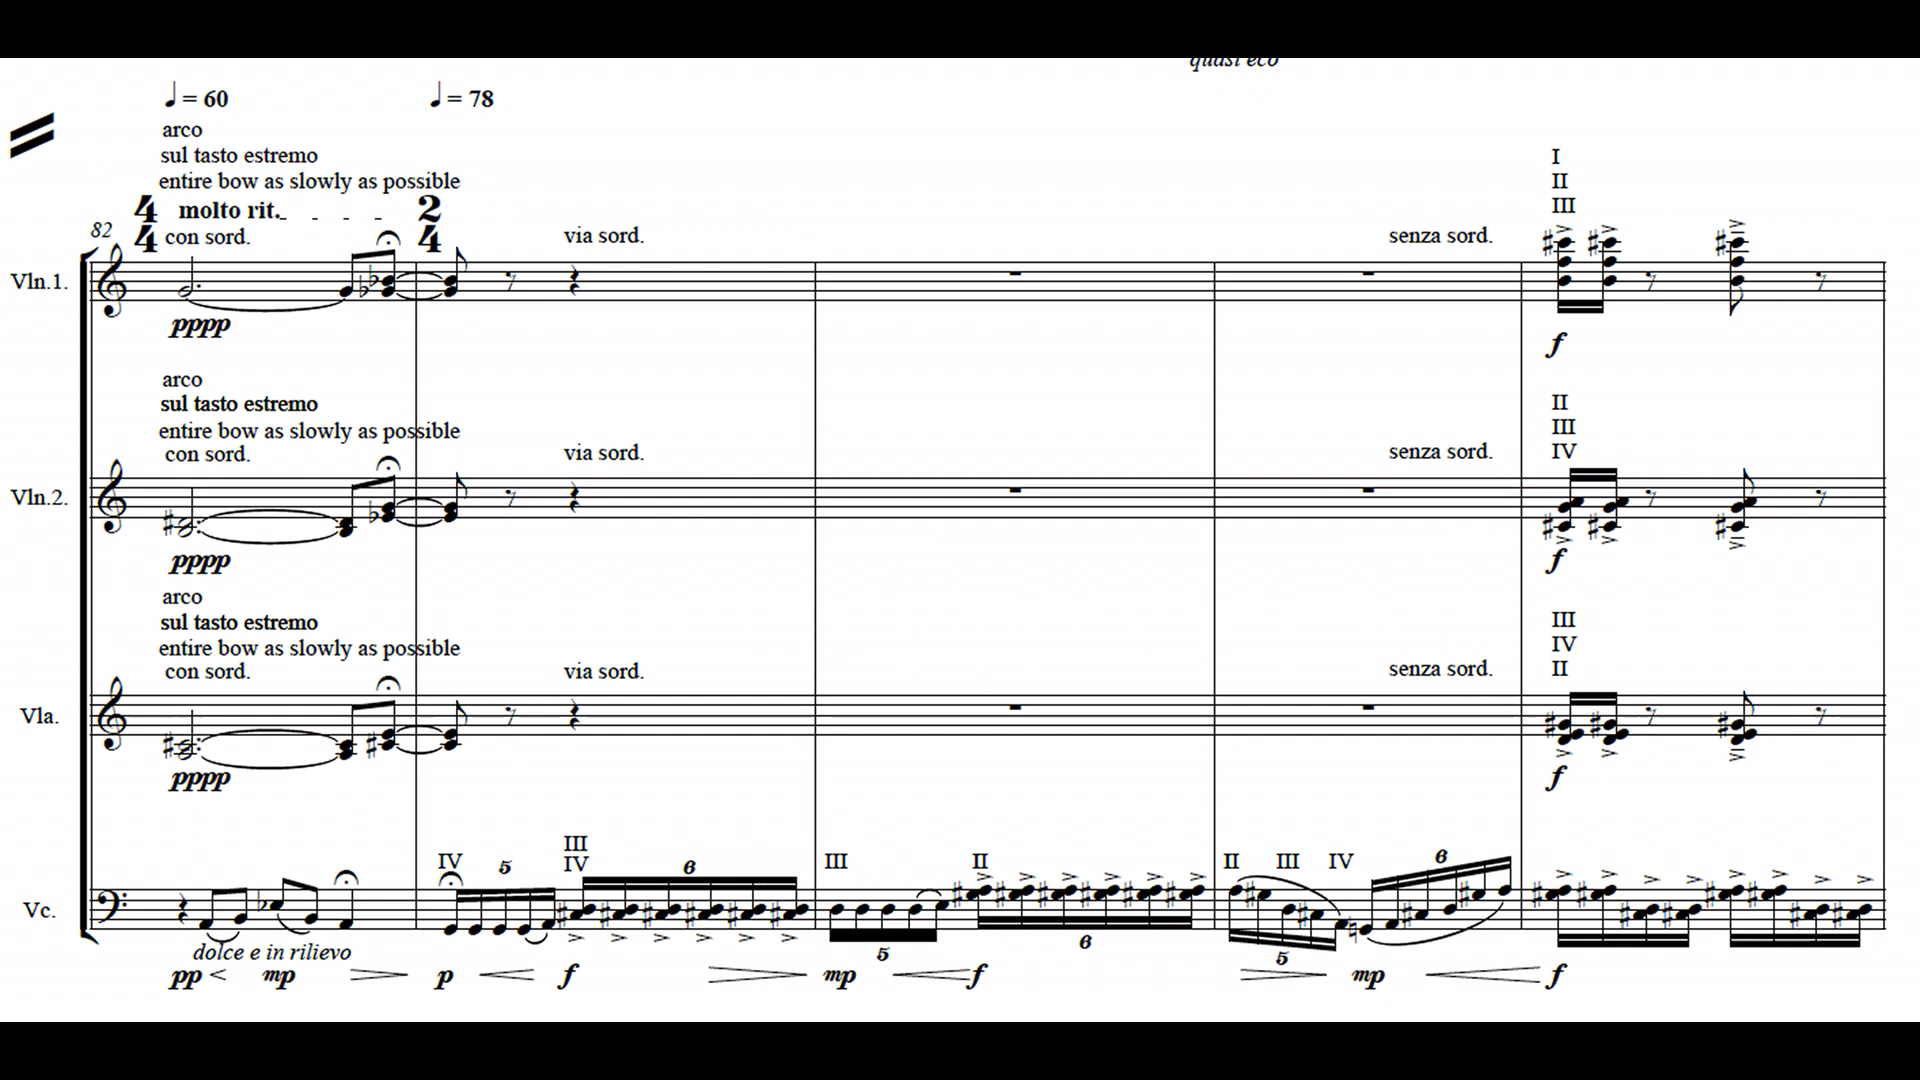 quasi eco
♩ = 60
♩ = 78
arco
sul tasto estremo
entire bow as slowly as possible
molto rit.
4
4
2
4
82
con sord.
via sord.
senza sord.
I
II
III
Vln.1.
pppp
f
arco
sul tasto estremo
entire bow as slowly as possible
con sord.
via sord.
senza sord.
II
III
IV
Vln.2.
pppp
f
arco
sul tasto estremo
entire bow as slowly as possible
con sord.
via sord.
senza sord.
III
IV
II
Vla.
pppp
f
IV 5 III IV 6 III II II III IV 6
Vc.
5 6 5
dolce e in rilievo
pp mp p f mp f mp f